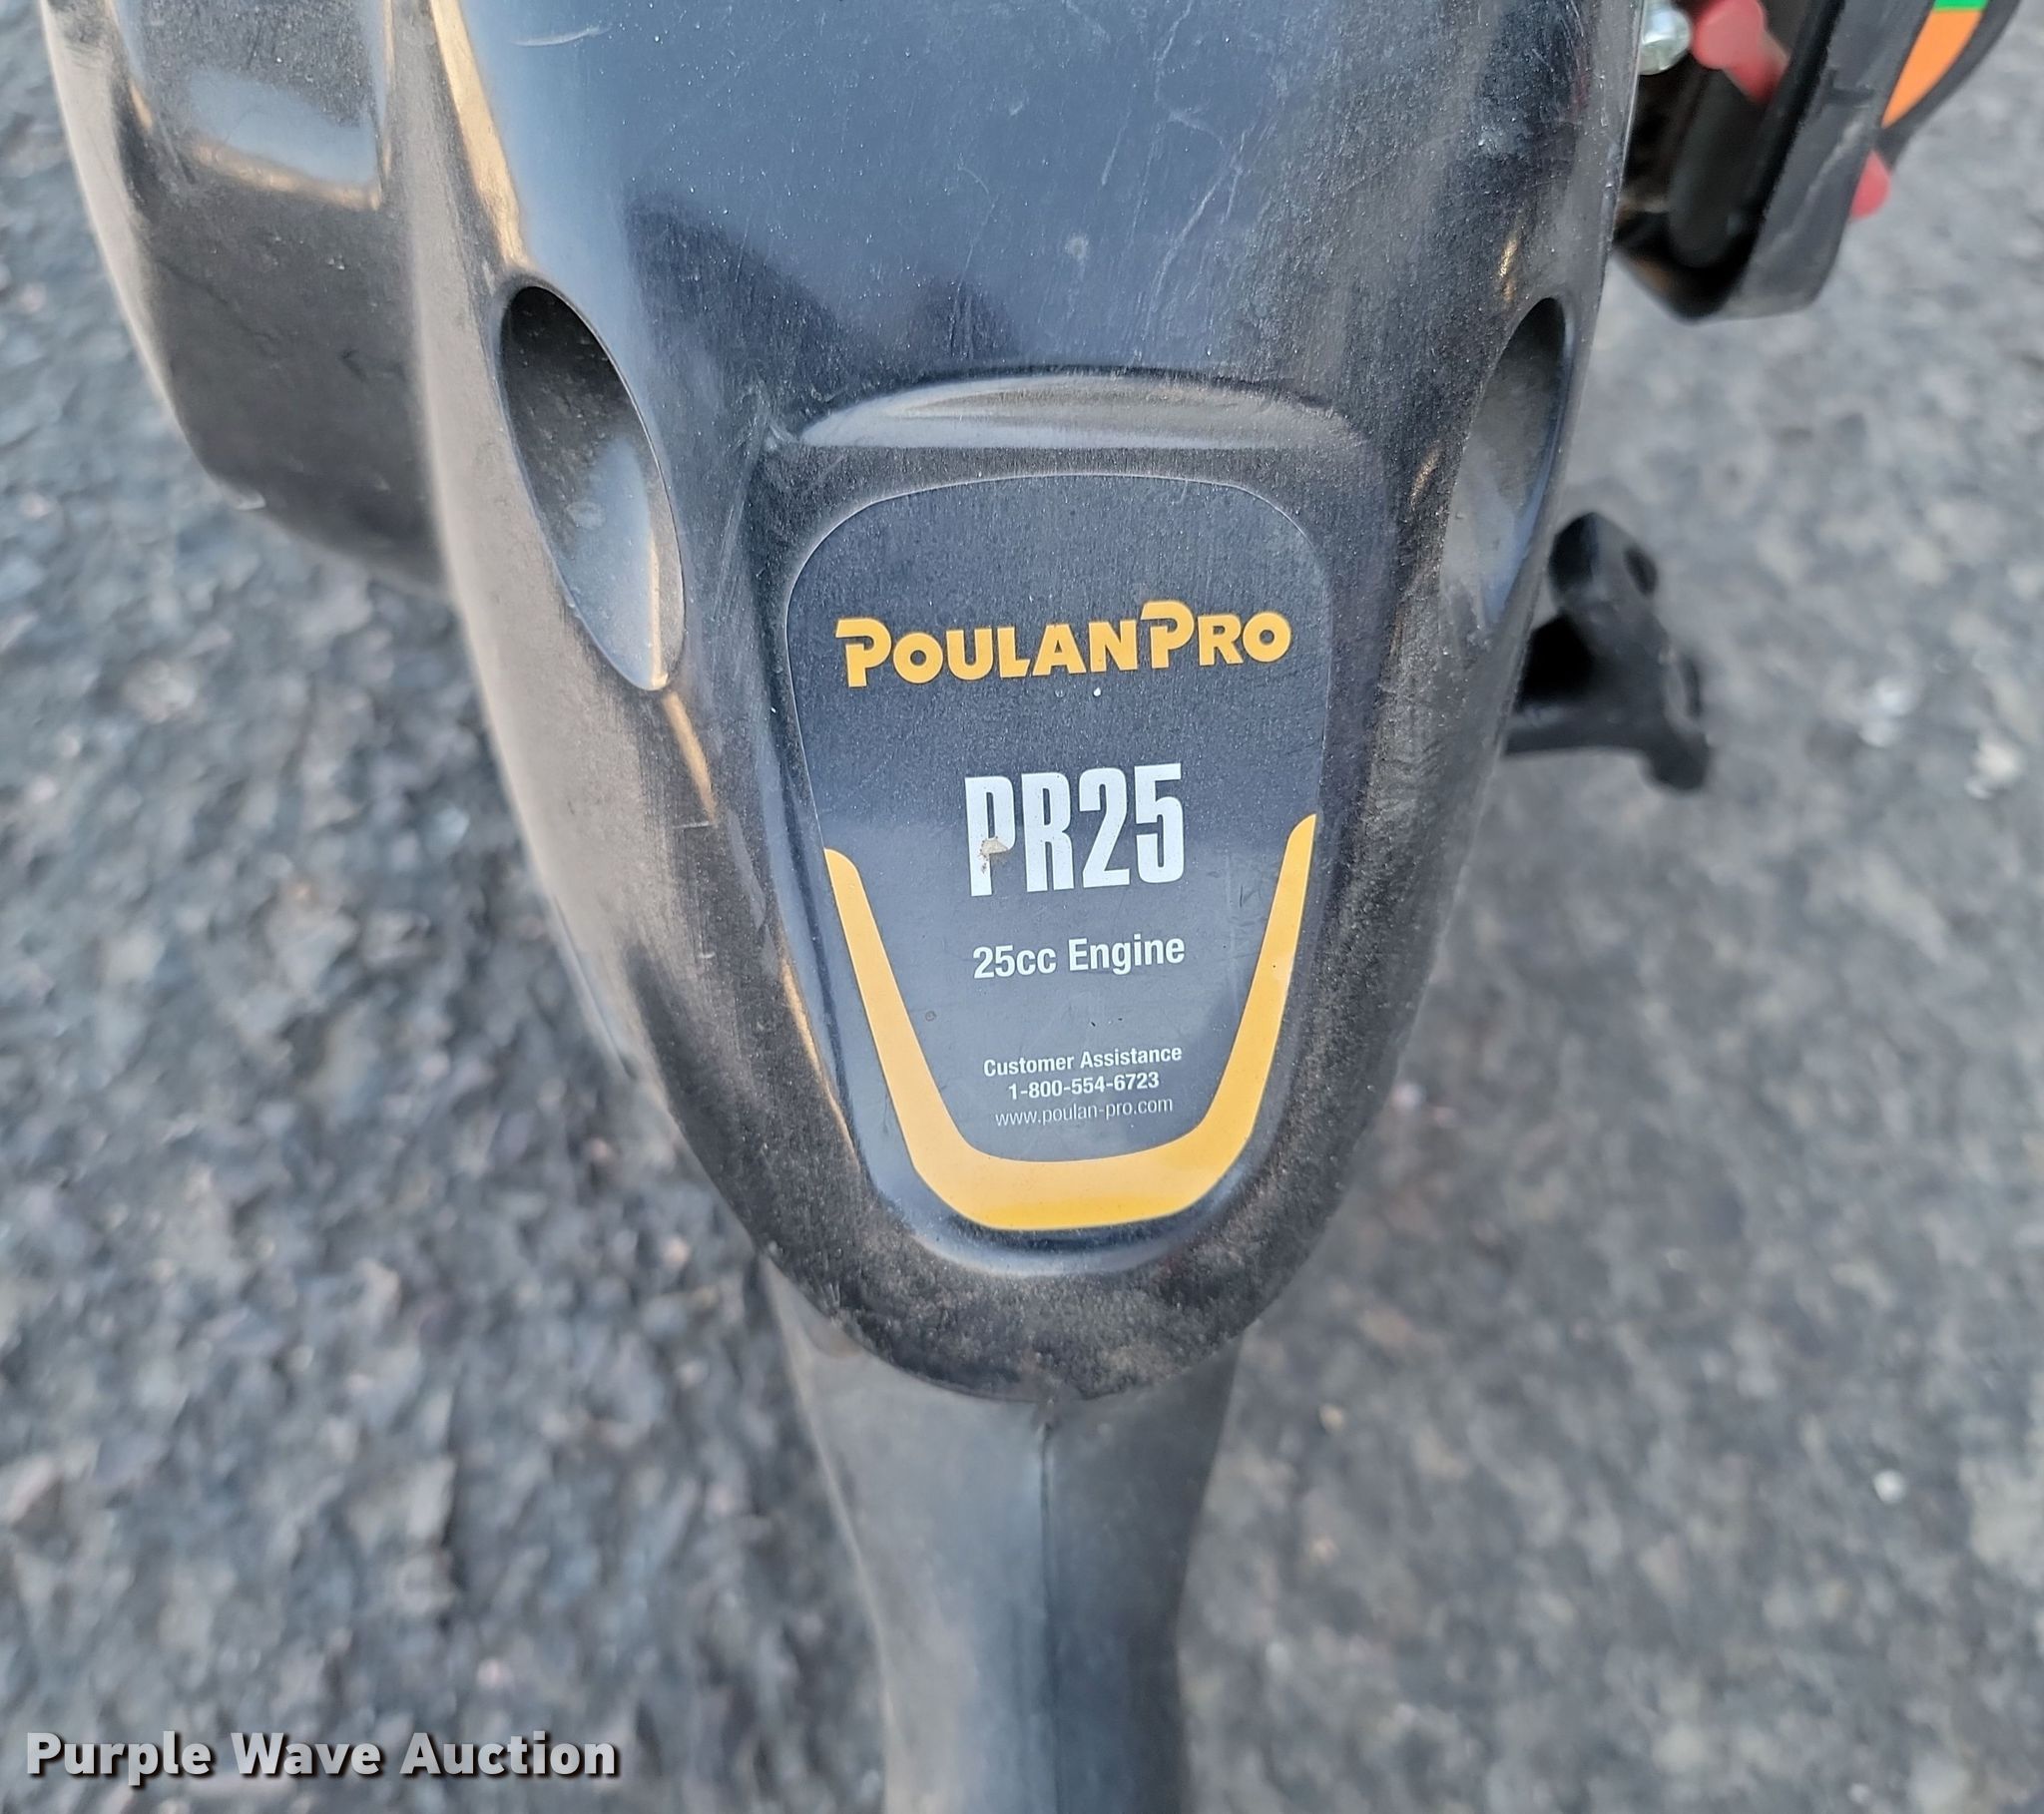 POULANPRO
PR25
25cc Engine
Customer Assistance
1-800-554-6723
www.poulan-pro.com
Purple Wave Auction